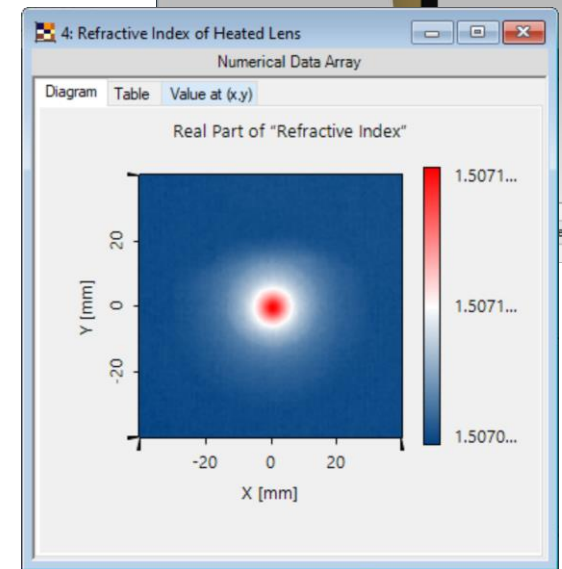 4: Refractive Index of Heated Lens
Numerical Data Array
Diagram Table Value at (x,y)
Real Part of "Refractive Index"
1.5071...
1.5071...
1.5070...
Y [mm]
20
0
-20
-20 0 20
X [mm]